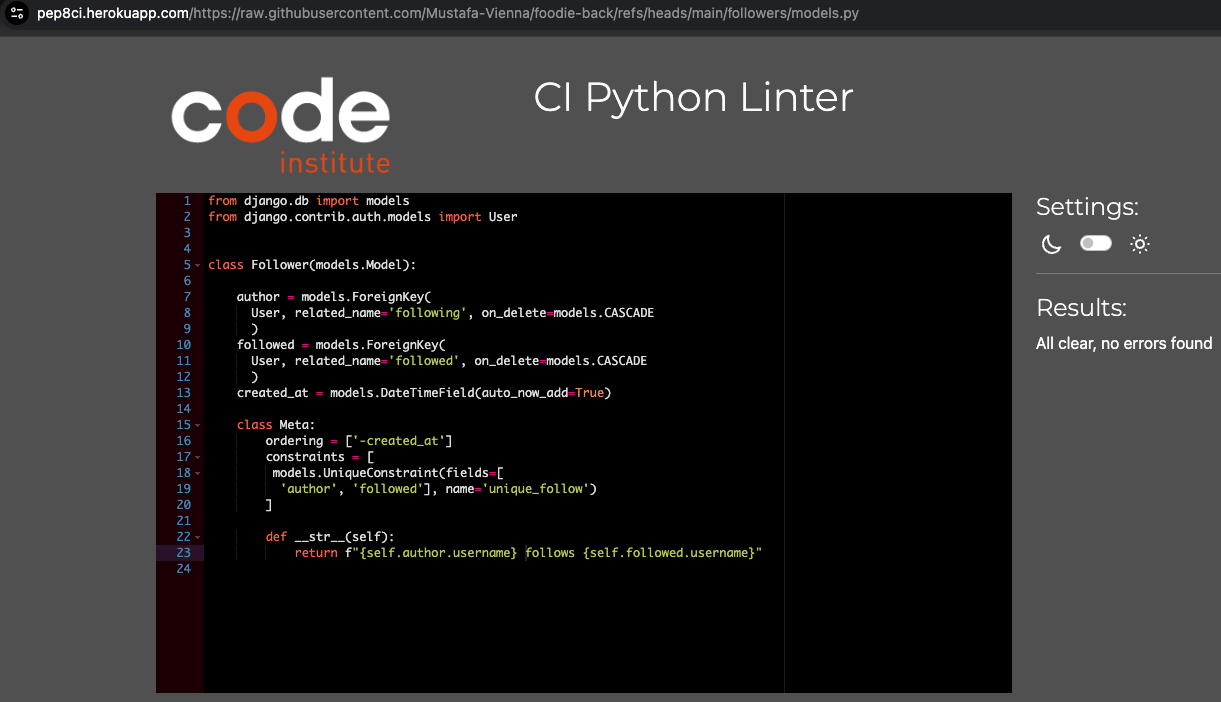 pep8ci.herokuapp.com/https://raw.githubusercontent.com/Mustafa-Vienna/foodie-back/refs/heads/main/followers/models.py
code
institute
CI Python Linter
1 from django.db import models
2 from django.contrib.auth.models import User
3
4
5 class Follower(models.Model):
6
7     author = models.ForeignKey(
8       User, related_name='following', on_delete=models.CASCADE
9       )
10     followed = models.ForeignKey(
11       User, related_name='followed', on_delete=models.CASCADE
12       )
13     created_at = models.DateTimeField(auto_now_add=True)
14
15     class Meta:
16         ordering = ['-created_at']
17         constraints = [
18          models.UniqueConstraint(fields=[
19           'author', 'followed'], name='unique_follow')
20         ]
21
22         def __str__(self):
23             return f"{self.author.username} follows {self.followed.username}"
24
Settings:
Results:
All clear, no errors found